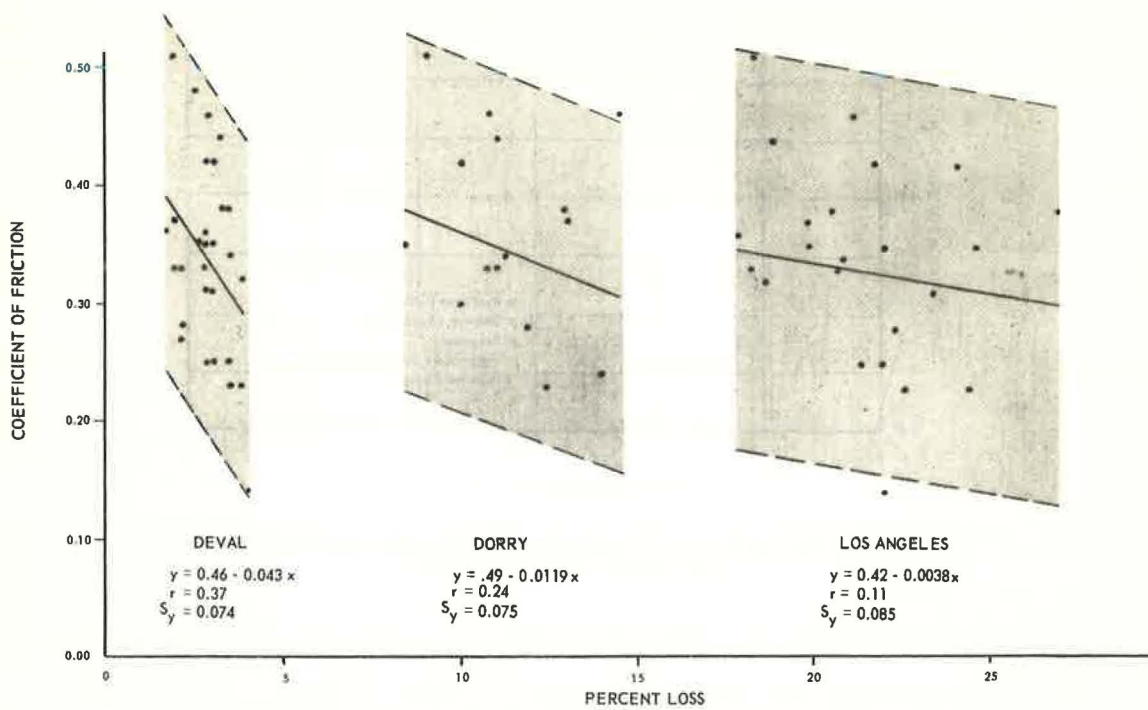 COEFFICIENT OF FRICTION
0.50
0.40
0.30
0.20
0.10
0.00
DEVAL
y = 0.46 - 0.043 x
r = 0.37
Sy = 0.074
DORRY
y = .49 - 0.0119x
r = 0.24
Sy = 0.075
LOS ANGELES
y = 0.42 - 0.0038x
r = 0.11
Sy = 0.085
0
5
10
15
20
25
PERCENT LOSS